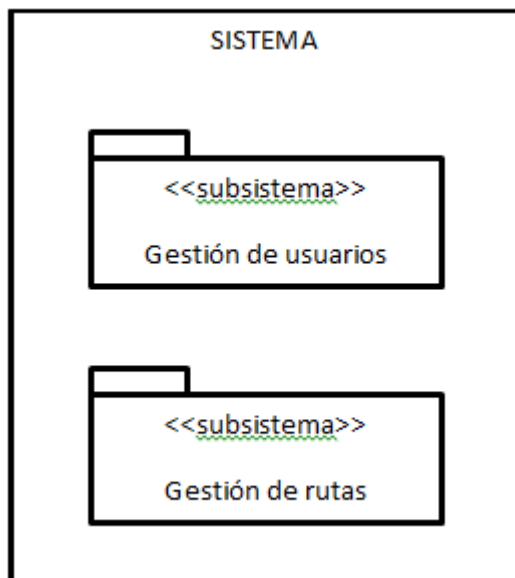 SISTEMA
<<subsistema>>
Gestión de usuarios
<<subsistema>>
Gestión de rutas